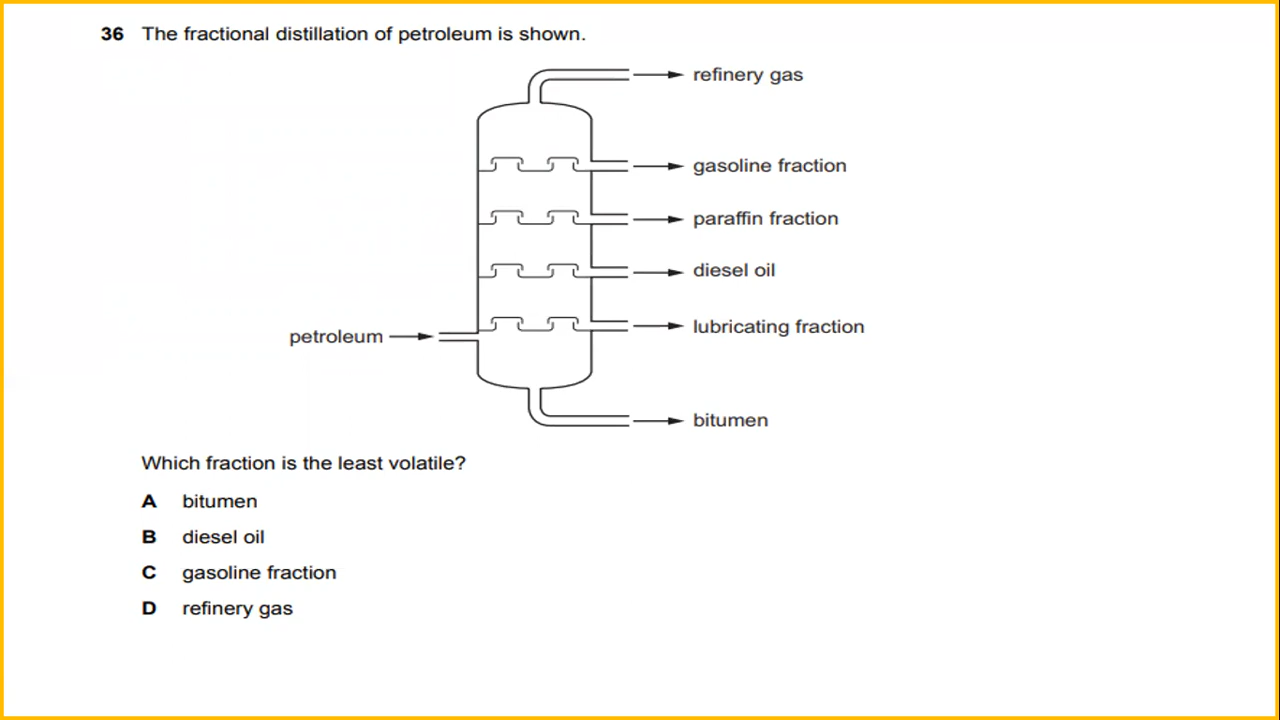 36 The fractional distillation of petroleum is shown.
refinery gas
gasoline fraction
paraffin fraction
diesel oil
lubricating fraction
petroleum
bitumen
Which fraction is the least volatile?
A bitumen
B diesel oil
C gasoline fraction
D refinery gas